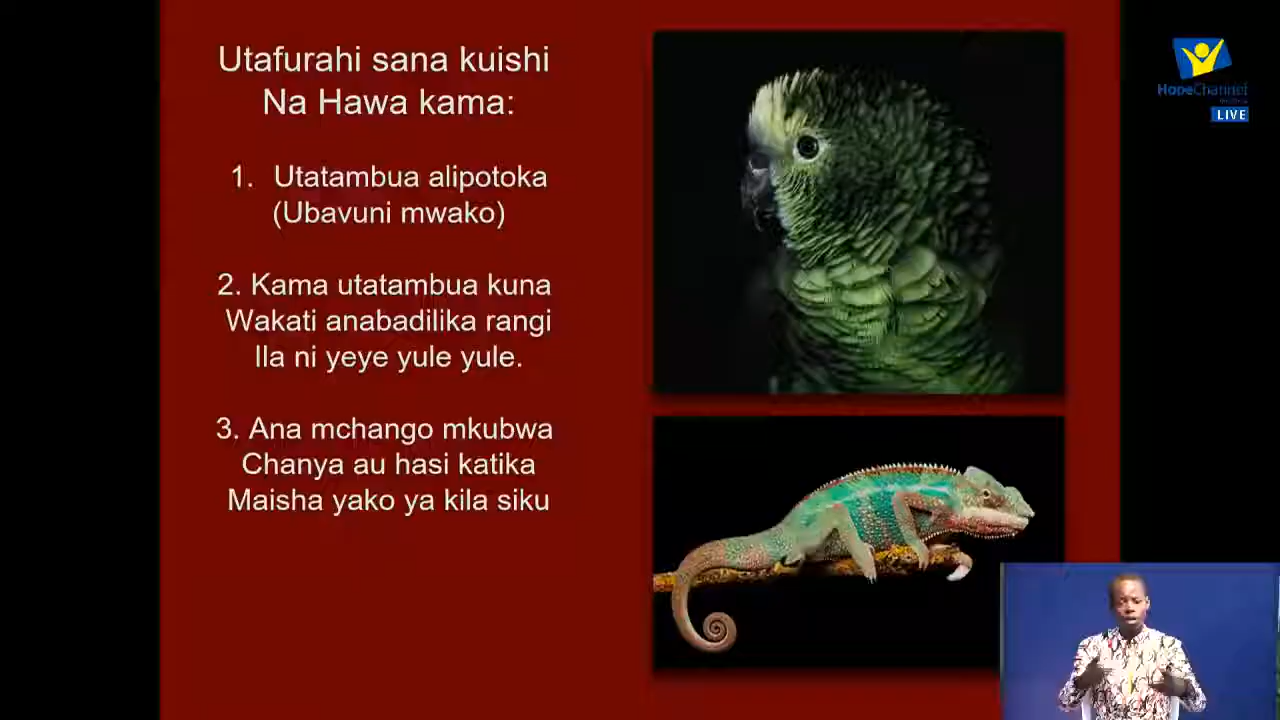 Utafurahi sana kuishi
Na Hawa kama:
1. Utatambua alipotoka
(Ubavuni mwako)
2. Kama utatambua kuna
Wakati anabadilika rangi
Ila ni yeye yule yule.
3. Ana mchango mkubwa
Chanya au hasi katika
Maisha yako ya kila siku
HopeChannel
LIVE